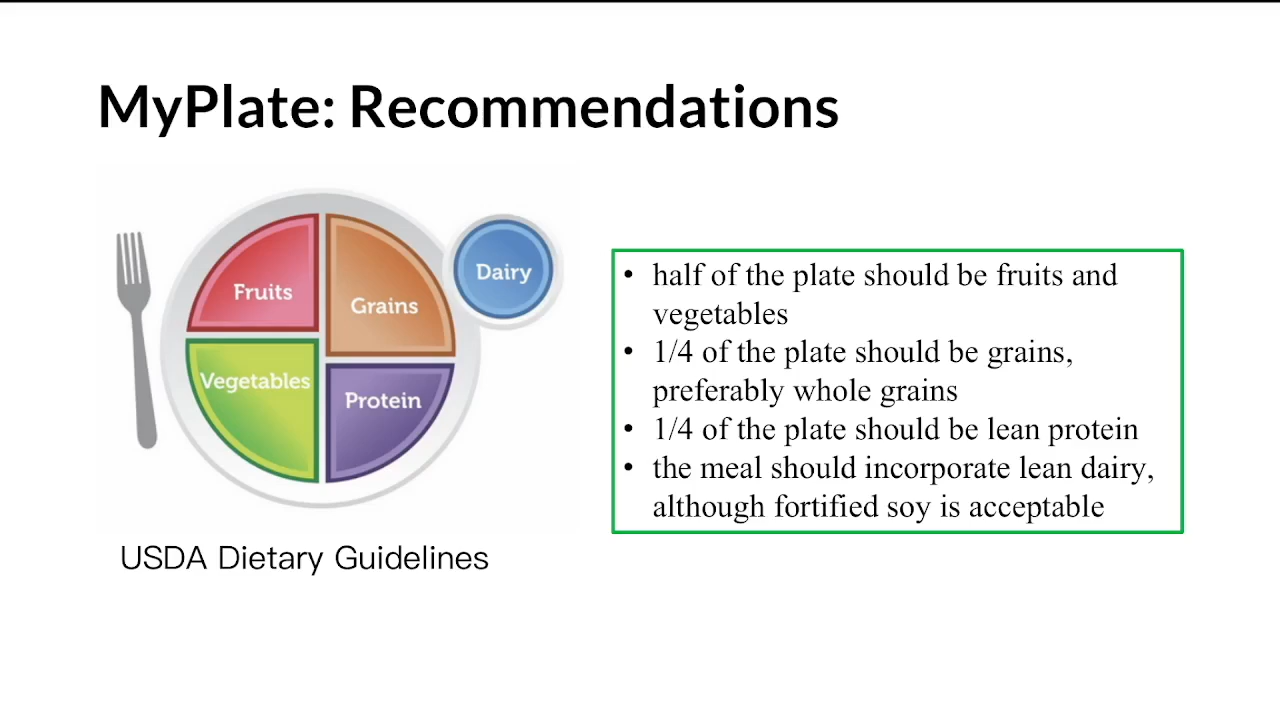 MyPlate: Recommendations
Fruits
Grains
Dairy
Vegetables
Protein
USDA Dietary Guidelines
• half of the plate should be fruits and
vegetables
• 1/4 of the plate should be grains,
preferably whole grains
• 1/4 of the plate should be lean protein
• the meal should incorporate lean dairy,
although fortified soy is acceptable